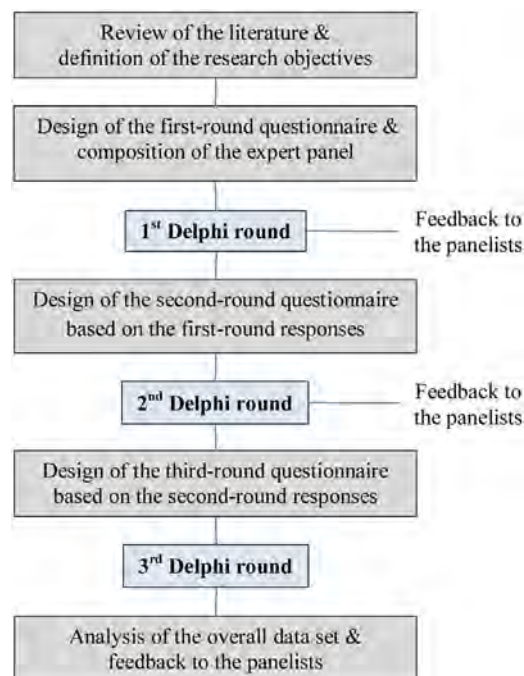 Review of the literature &
definition of the research objectives
Design of the first-round questionnaire &
composition of the expert panel
1st Delphi round
Feedback to
the panelists
Design of the second-round questionnaire
based on the first-round responses
2nd Delphi round
Feedback to
the panelists
Design of the third-round questionnaire
based on the second-round responses
3rd Delphi round
Analysis of the overall data set &
feedback to the panelists